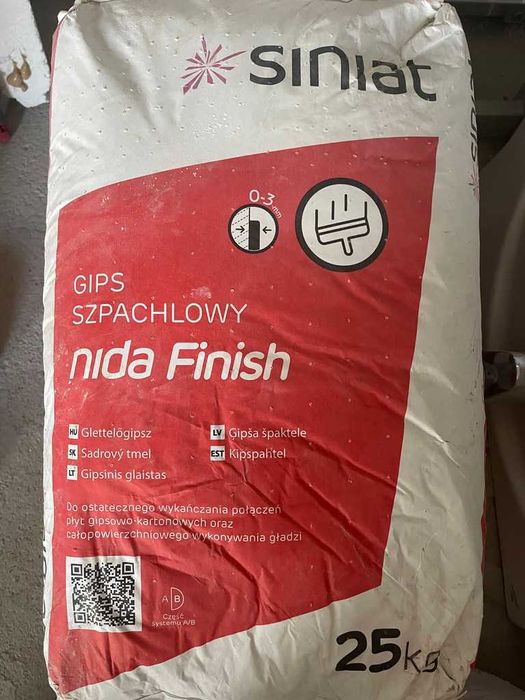 SINIAT
0-3 mm
GIPS
SZPACHLOWY
nida Finish
HU Glettelőgipsz
SK Sadrový tmel
LT Gipsinis glaistas
LV Gipša špaktele
EST Kipspahtel
Do ostatecznego wykańczania połączeń
płyt gipsowo-kartonowych oraz
całopowierzchniowego wykonywania gładzi
A B
Część
systemu A/B
25kg